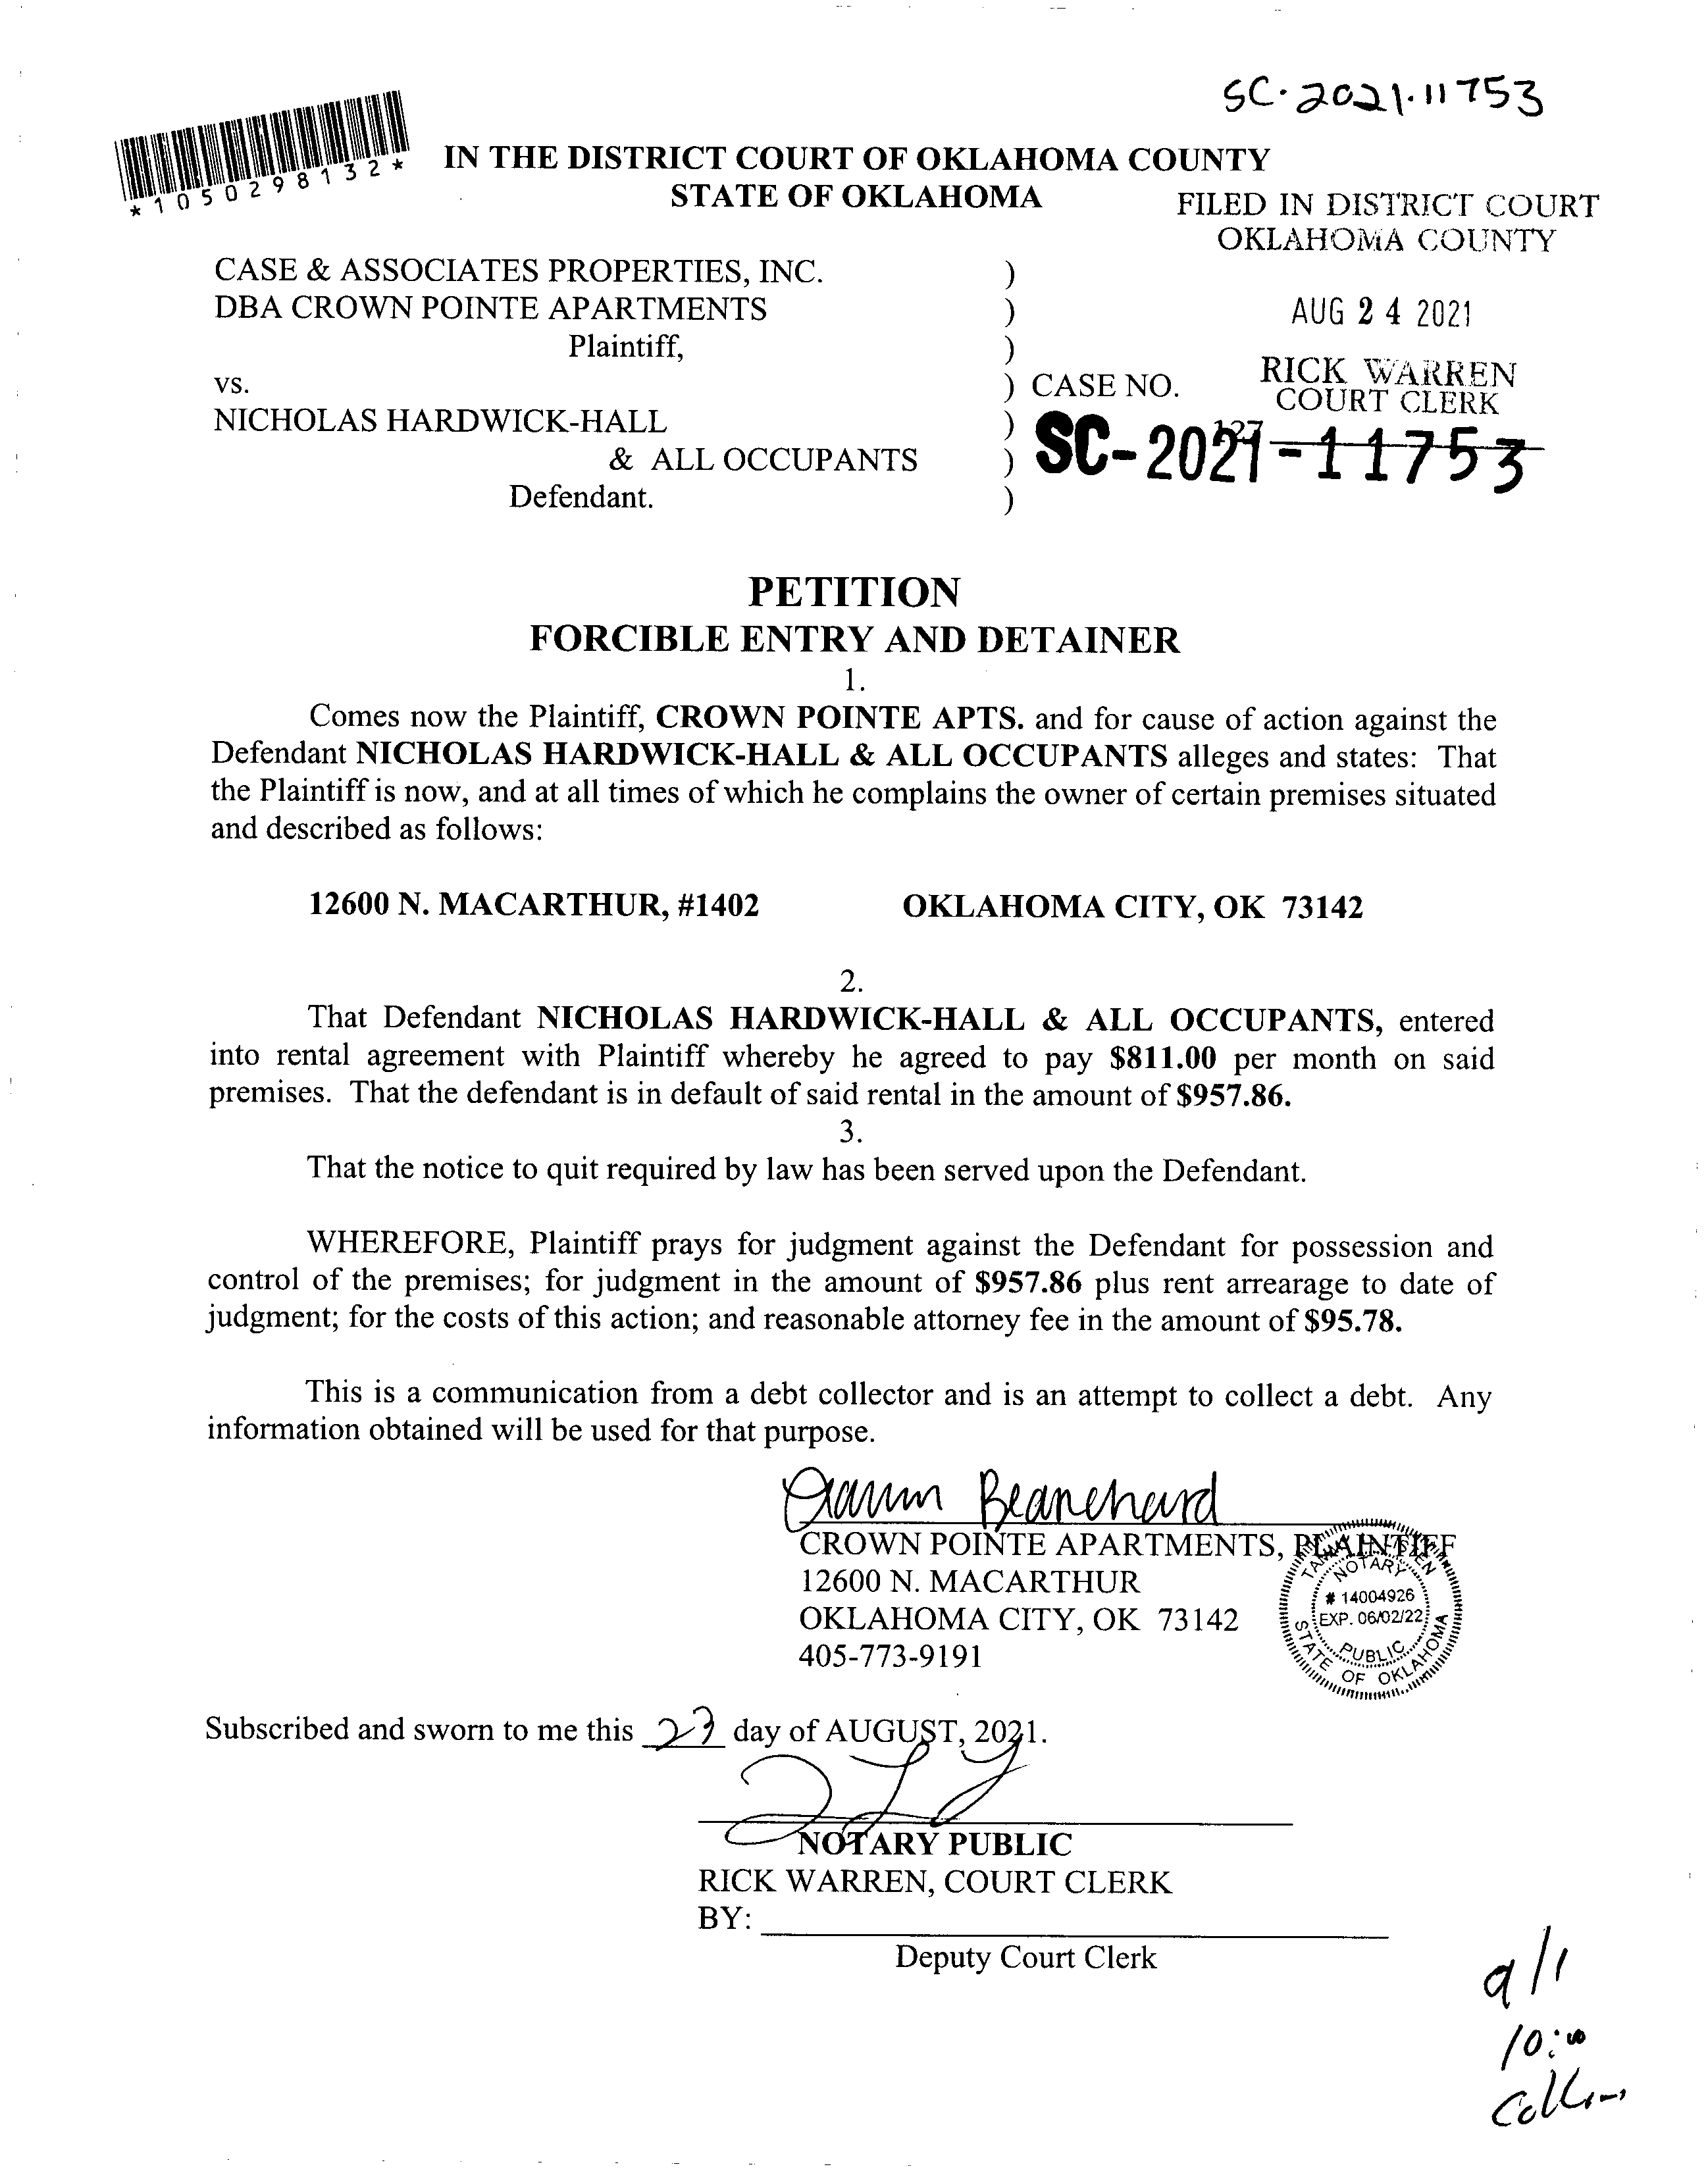 SC-2021-11753
*1050298132*
IN THE DISTRICT COURT OF OKLAHOMA COUNTY
STATE OF OKLAHOMA
FILED IN DISTRICT COURT
OKLAHOMA COUNTY
CASE & ASSOCIATES PROPERTIES, INC. )
DBA CROWN POINTE APARTMENTS )
AUG 24 2021
Plaintiff, )
RICK WARREN
COURT CLERK
vs. ) CASE NO.
NICHOLAS HARDWICK-HALL )
127
& ALL OCCUPANTS ) SC-2021-11753
Defendant. )
PETITION
FORCIBLE ENTRY AND DETAINER
1.
Comes now the Plaintiff, CROWN POINTE APTS. and for cause of action against the
Defendant NICHOLAS HARDWICK-HALL & ALL OCCUPANTS alleges and states: That
the Plaintiff is now, and at all times of which he complains the owner of certain premises situated
and described as follows:
12600 N. MACARTHUR, #1402 OKLAHOMA CITY, OK 73142
2.
That Defendant NICHOLAS HARDWICK-HALL & ALL OCCUPANTS, entered
into rental agreement with Plaintiff whereby he agreed to pay $811.00 per month on said
premises. That the defendant is in default of said rental in the amount of $957.86.
3.
That the notice to quit required by law has been served upon the Defendant.
WHEREFORE, Plaintiff prays for judgment against the Defendant for possession and
control of the premises; for judgment in the amount of $957.86 plus rent arrearage to date of
judgment; for the costs of this action; and reasonable attorney fee in the amount of $95.78.
This is a communication from a debt collector and is an attempt to collect a debt. Any
information obtained will be used for that purpose.
CROWN POINTE APARTMENTS, PLAINTIFF
12600 N. MACARTHUR
OKLAHOMA CITY, OK 73142
405-773-9191
NOTARY
# 14004926
EXP. 06/02/22
PUBLIC
STATE OF OKLAHOMA
Subscribed and sworn to me this 23 day of AUGUST, 2021.
NOTARY PUBLIC
RICK WARREN, COURT CLERK
BY:
Deputy Court Clerk
9/1
10:00